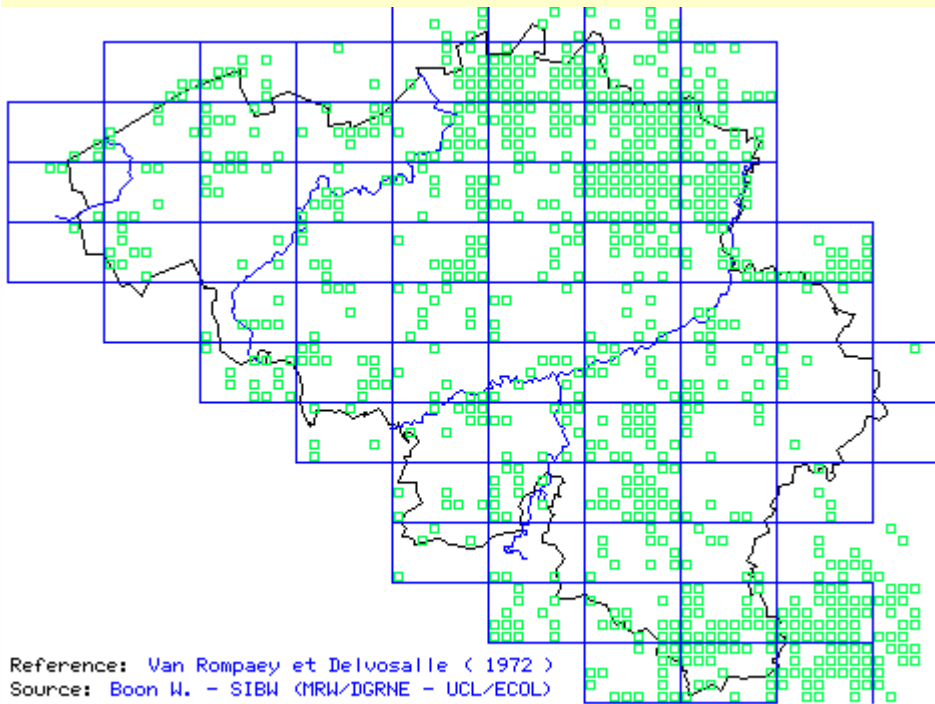 Reference: Van Rompaey et Delvosalle ( 1972 )
Source: Boon W. - SIBW (MRW/DGRNE - UCL/ECOL)